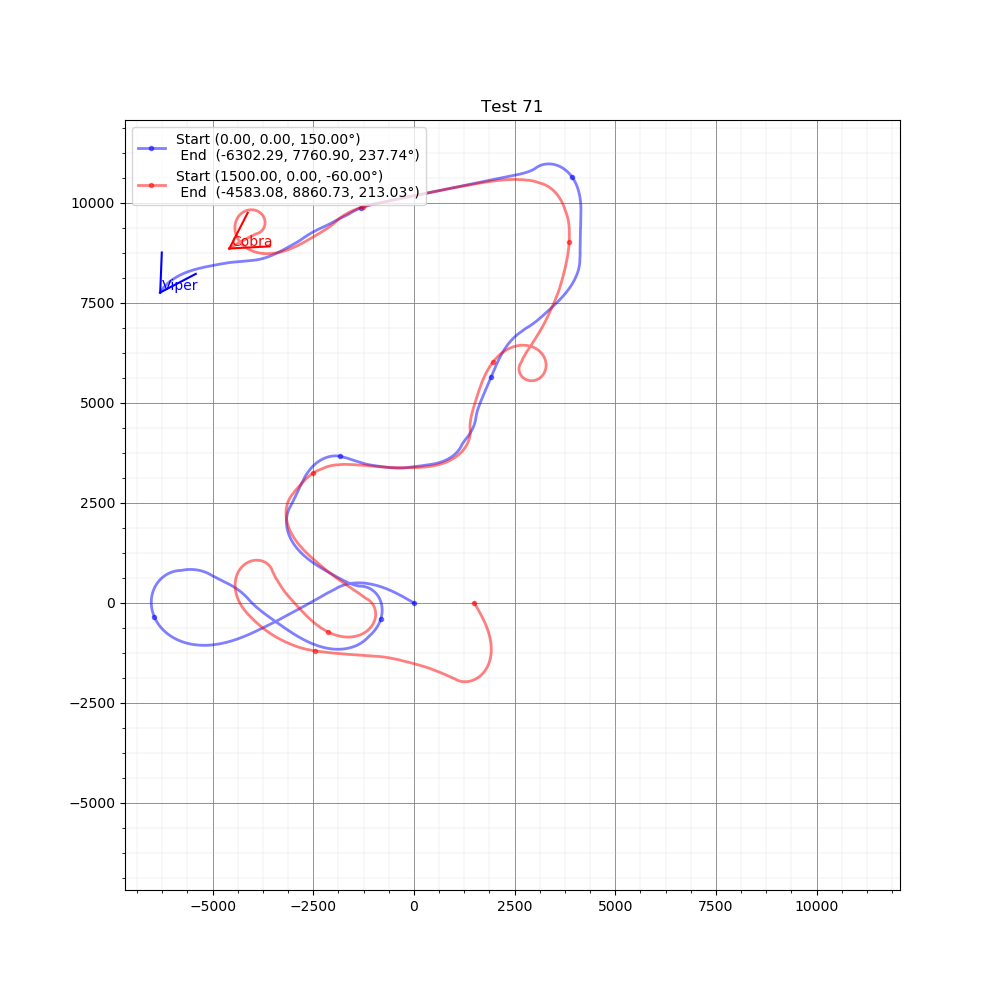 Test 71
Start (0.00, 0.00, 150.00°)
End  (-6302.29, 7760.90, 237.74°)
Start (1500.00, 0.00, -60.00°)
End  (-4583.08, 8860.73, 213.03°)
Cobra
Viper
10000
7500
5000
2500
0
−2500
−5000
−5000
−2500
0
2500
5000
7500
10000